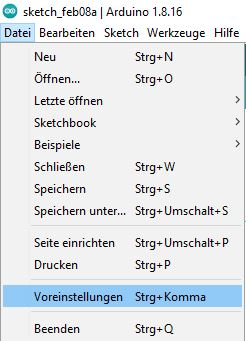 sketch_feb08a | Arduino 1.8.16
Datei Bearbeiten Sketch Werkzeuge Hilfe
Neu Strg+N
Öffnen... Strg+O
Letzte öffnen
Sketchbook
Beispiele
Schließen Strg+W
Speichern Strg+S
Speichern unter... Strg+Umschalt+S
Seite einrichten Strg+Umschalt+P
Drucken Strg+P
Voreinstellungen Strg+Komma
Beenden Strg+Q